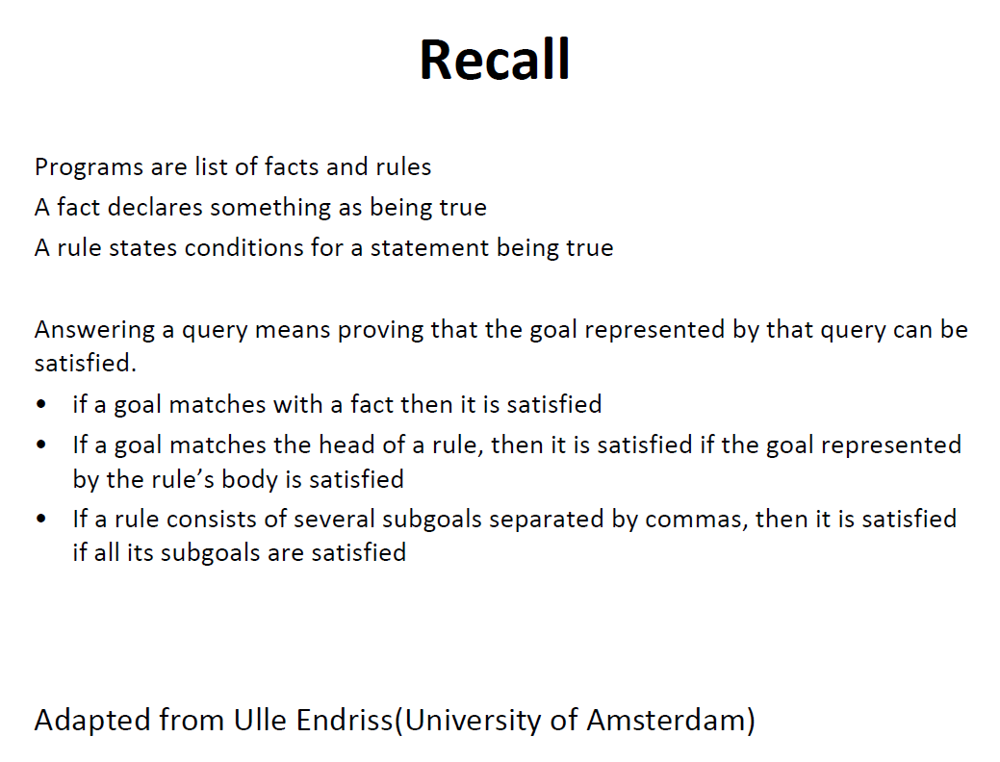 Recall
Programs are list of facts and rules
A fact declares something as being true
A rule states conditions for a statement being true
Answering a query means proving that the goal represented by that query can be
satisfied.
• if a goal matches with a fact then it is satisfied
• If a goal matches the head of a rule, then it is satisfied if the goal represented
by the rule’s body is satisfied
• If a rule consists of several subgoals separated by commas, then it is satisfied
if all its subgoals are satisfied
Adapted from Ulle Endriss(University of Amsterdam)